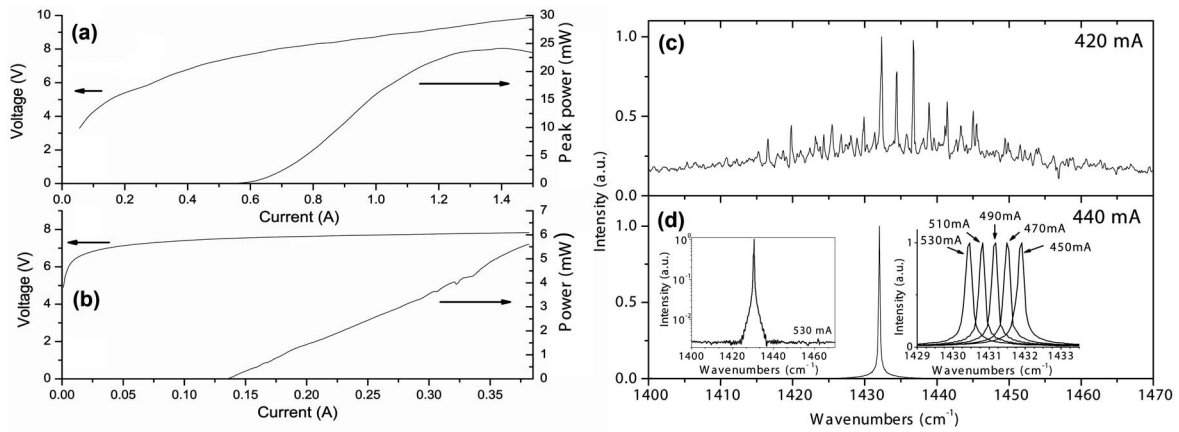 (a)
Voltage (V)
10
8
6
4
2
0
30
25
20
15
10
5
0
Peak power (mW)
0.0 0.2 0.4 0.6 0.8 1.0 1.2 1.4
Current (A)
(b)
Voltage (V)
8
6
4
2
0
7
6
5
4
3
2
1
0
Power (mW)
0.00 0.05 0.10 0.15 0.20 0.25 0.30 0.35
Current (A)
Intensity (a.u.)
(c)
420 mA
1.0
0.5
0.0
(d)
440 mA
1.0
0.5
0.0
Intensity (a.u.)
10⁰
10⁻¹
10⁻²
530 mA
1400 1420 1440 1460
Wavenumbers (cm⁻¹)
490mA
510mA
470mA
530mA
450mA
Intensity (a.u.)
1
0
1429 1430 1431 1432 1433
Wavenumbers (cm⁻¹)
1400 1410 1420 1430 1440 1450 1460 1470
Wavenumbers (cm⁻¹)